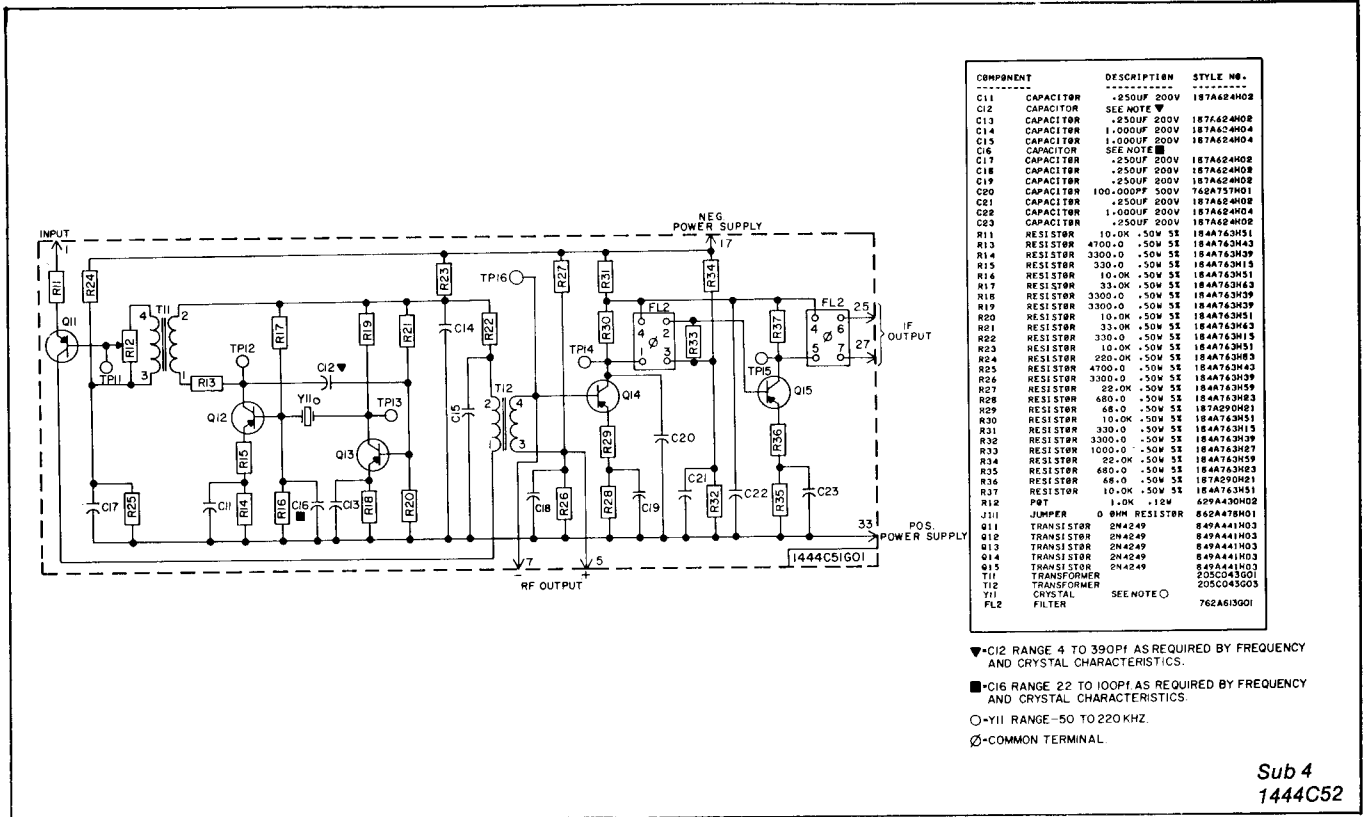 NEG.
POWER SUPPLY
17
INPUT
1
R11
R24
Q11
TP11
R12
4
T11
2
3
1
R13
TP12
R17
R19
R21
C12▼
Y11○
TP13
Q12
Q13
R15
C11
R14
R16
C16
■
C13
R18
R20
C17
R25
R23
C14
R22
C15
T12
2
4
1
3
TP16
R27
R31
R30
R34
FL2
4
2
1
3
Ø
R33
TP14
Q14
R29
R28
C18
R26
C19
C20
C21
R32
C22
R37
TP15
Q15
R36
R35
C23
FL2
4
6
5
7
Ø
25
27
IF
OUTPUT
33
POS.
POWER SUPPLY
1444C51G01
-
7
5
+
RF OUTPUT
COMPONENT DESCRIPTION STYLE NO.
C11 CAPACITOR .250UF 200V 187A624H02
C12 CAPACITOR SEE NOTE ▼
C13 CAPACITOR .250UF 200V 187A624H02
C14 CAPACITOR 1.000UF 200V 187A624H04
C15 CAPACITOR 1.000UF 200V 187A624H04
C16 CAPACITOR SEE NOTE ■
C17 CAPACITOR .250UF 200V 187A624H02
C18 CAPACITOR .250UF 200V 187A624H02
C19 CAPACITOR .250UF 200V 187A624H02
C20 CAPACITOR 100.000PF 500V 762A757H01
C21 CAPACITOR .250UF 200V 187A624H02
C22 CAPACITOR 1.000UF 200V 187A624H04
C23 CAPACITOR .250UF 200V 187A624H02
R11 RESISTOR 10.0K .50W 5% 184A763H51
R13 RESISTOR 4700.0 .50W 5% 184A763H43
R14 RESISTOR 3300.0 .50W 5% 184A763H39
R15 RESISTOR 330.0 .50W 5% 184A763H15
R16 RESISTOR 10.0K .50W 5% 184A763H51
R17 RESISTOR 33.0K .50W 5% 184A763H63
R18 RESISTOR 3300.0 .50W 5% 184A763H39
R19 RESISTOR 3300.0 .50W 5% 184A763H39
R20 RESISTOR 10.0K .50W 5% 184A763H51
R21 RESISTOR 33.0K .50W 5% 184A763H63
R22 RESISTOR 330.0 .50W 5% 184A763H15
R23 RESISTOR 10.0K .50W 5% 184A763H51
R24 RESISTOR 220.0K .50W 5% 184A763H83
R25 RESISTOR 4700.0 .50W 5% 184A763H43
R26 RESISTOR 3300.0 .50W 5% 184A763H39
R27 RESISTOR 22.0K .50W 5% 184A763H59
R28 RESISTOR 680.0 .50W 5% 184A763H23
R29 RESISTOR 68.0 .50W 5% 187A290H21
R30 RESISTOR 10.0K .50W 5% 184A763H51
R31 RESISTOR 330.0 .50W 5% 184A763H15
R32 RESISTOR 3300.0 .50W 5% 184A763H39
R33 RESISTOR 1000.0 .50W 5% 184A763H27
R34 RESISTOR 22.0K .50W 5% 184A763H59
R35 RESISTOR 680.0 .50W 5% 184A763H23
R36 RESISTOR 68.0 .50W 5% 187A290H21
R37 RESISTOR 10.0K .50W 5% 184A763H51
R12 POT 1.0K .12W 629A430H02
J111 JUMPER 0 OHM RESISTOR 862A478H01
Q11 TRANSISTOR 2N4249 849A441H03
Q12 TRANSISTOR 2N4249 849A441H03
Q13 TRANSISTOR 2N4249 849A441H03
Q14 TRANSISTOR 2N4249 849A441H03
Q15 TRANSISTOR 2N4249 849A441H03
T11 TRANSFORMER 205C043G01
T12 TRANSFORMER 205C043G03
Y11 CRYSTAL SEE NOTE ○
FL2 FILTER 762A613G01
▼=C12 RANGE 4 TO 390Pf AS REQUIRED BY FREQUENCY
AND CRYSTAL CHARACTERISTICS.
■=C16 RANGE 22 TO 100Pf. AS REQUIRED BY FREQUENCY
AND CRYSTAL CHARACTERISTICS.
○=Y11 RANGE-50 TO 220 KHZ.
Ø=COMMON TERMINAL.
Sub 4
1444C52